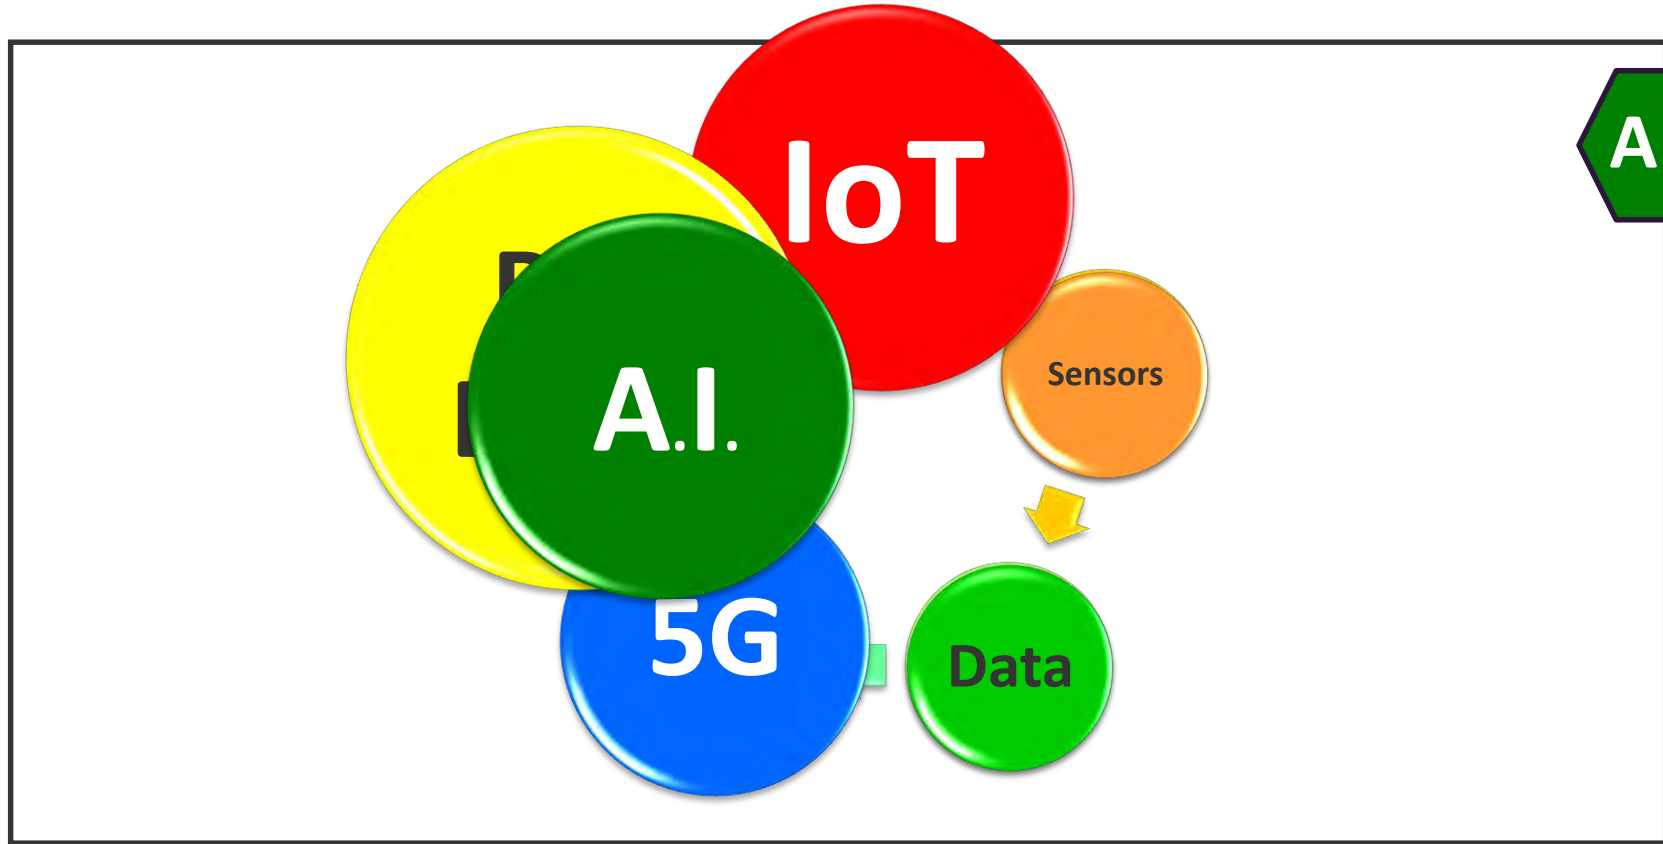 IoT
A
A.I.
Sensors
5G
Data